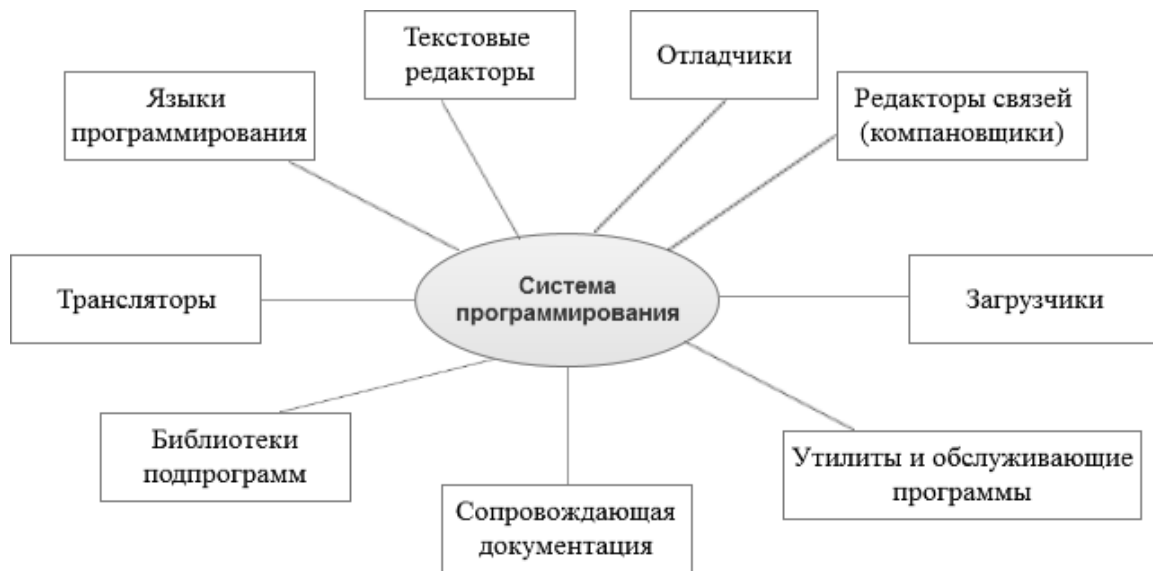 Текстовые
редакторы
Отладчики
Языки
программирования
Редакторы связей
(компановщики)
Система
программирования
Трансляторы
Загрузчики
Библиотеки
подпрограмм
Утилиты и обслуживающие
программы
Сопровождающая
документация